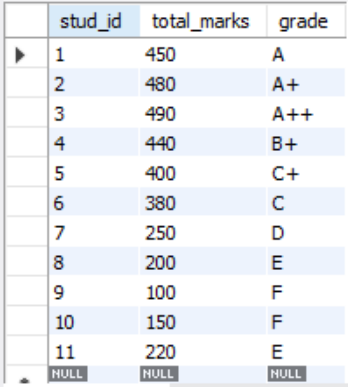 stud_id total_marks grade
1 450 A
2 480 A+
3 490 A++
4 440 B+
5 400 C+
6 380 C
7 250 D
8 200 E
9 100 F
10 150 F
11 220 E
NULL NULL NULL